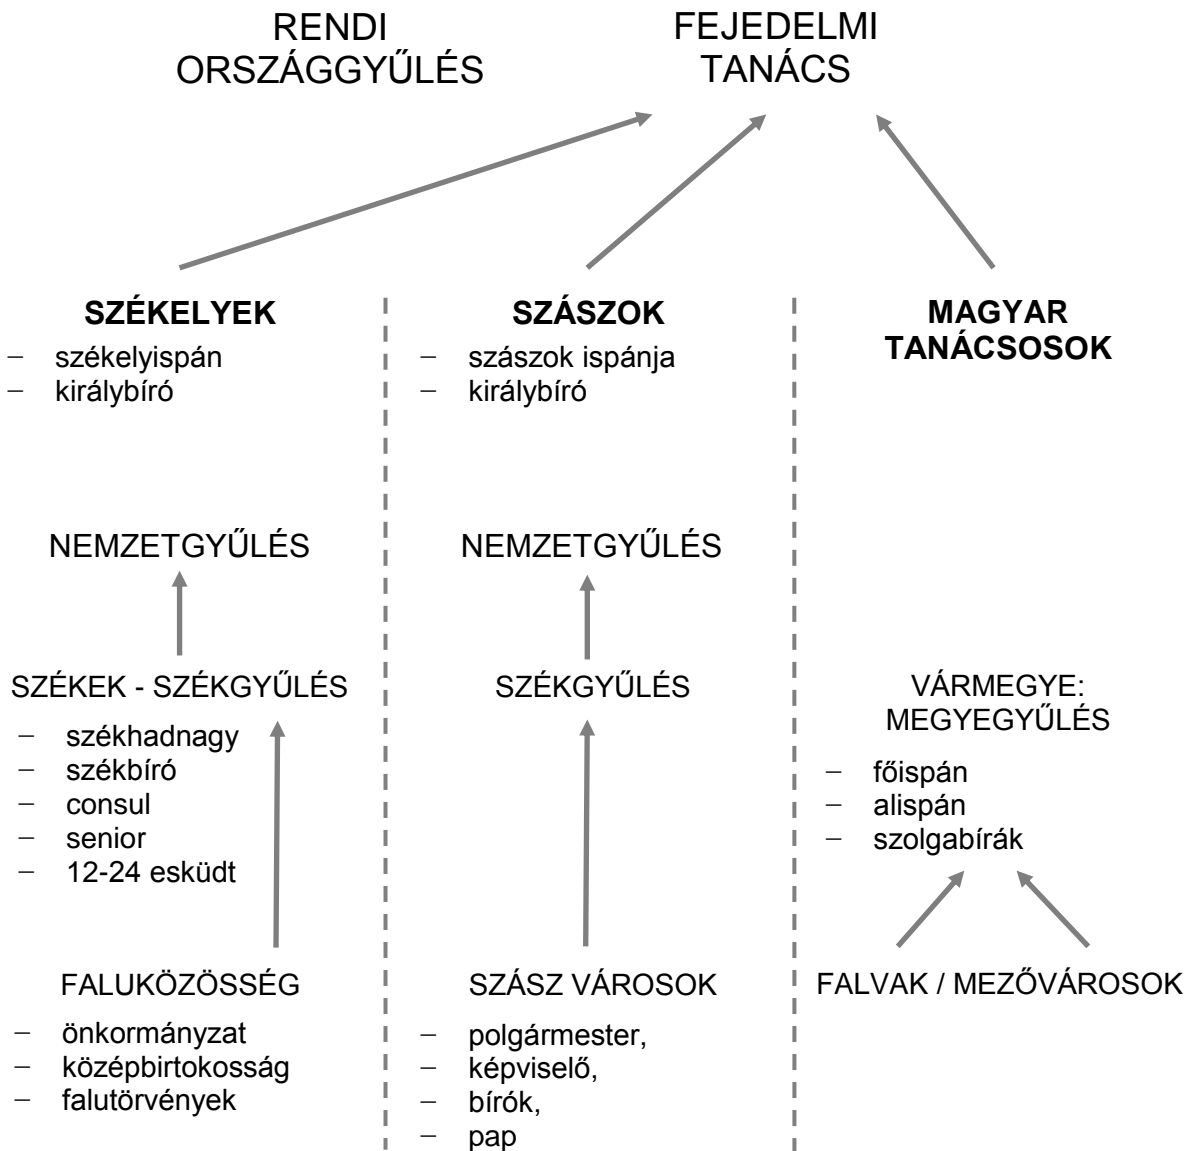 RENDI
ORSZÁGGYŰLÉS
FEJEDELMI
TANÁCS
SZÉKELYEK
– székelyispán
– királybíró
SZÁSZOK
– szászok ispánja
– királybíró
MAGYAR
TANÁCSOSOK
NEMZETGYŰLÉS
NEMZETGYŰLÉS
SZÉKEK - SZÉKGYŰLÉS
– székhadnagy
– székbíró
– consul
– senior
– 12-24 esküdt
SZÉKGYŰLÉS
VÁRMEGYE:
MEGYEGYŰLÉS
– főispán
– alispán
– szolgabírák
FALUKÖZÖSSÉG
– önkormányzat
– középbirtokosság
– falutörvények
SZÁSZ VÁROSOK
– polgármester,
– képviselő,
– bírók,
– pap
FALVAK / MEZŐVÁROSOK